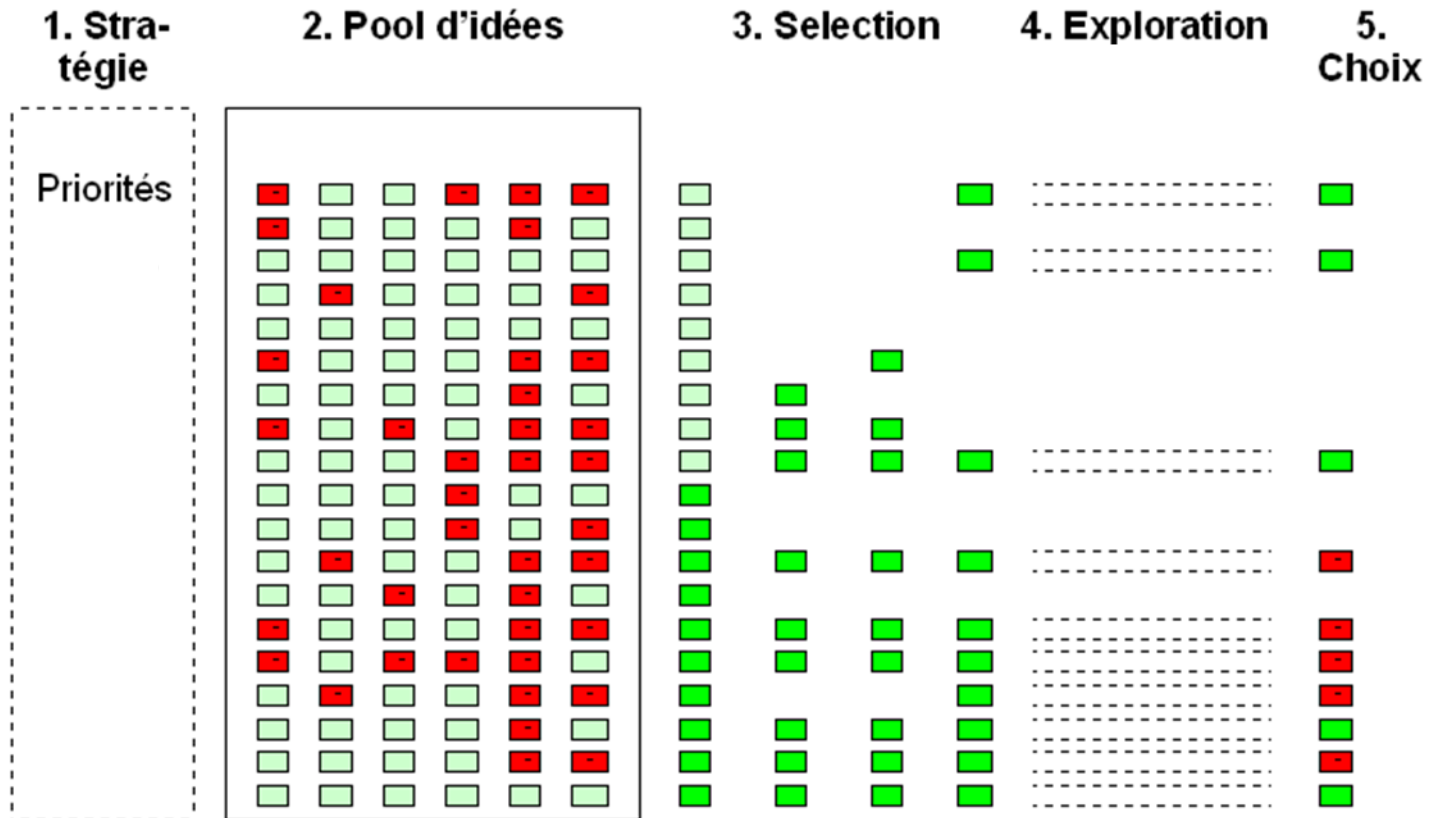 1. Stra-
tégie
2. Pool d’idées
3. Selection
4. Exploration
5.
Choix
Priorités